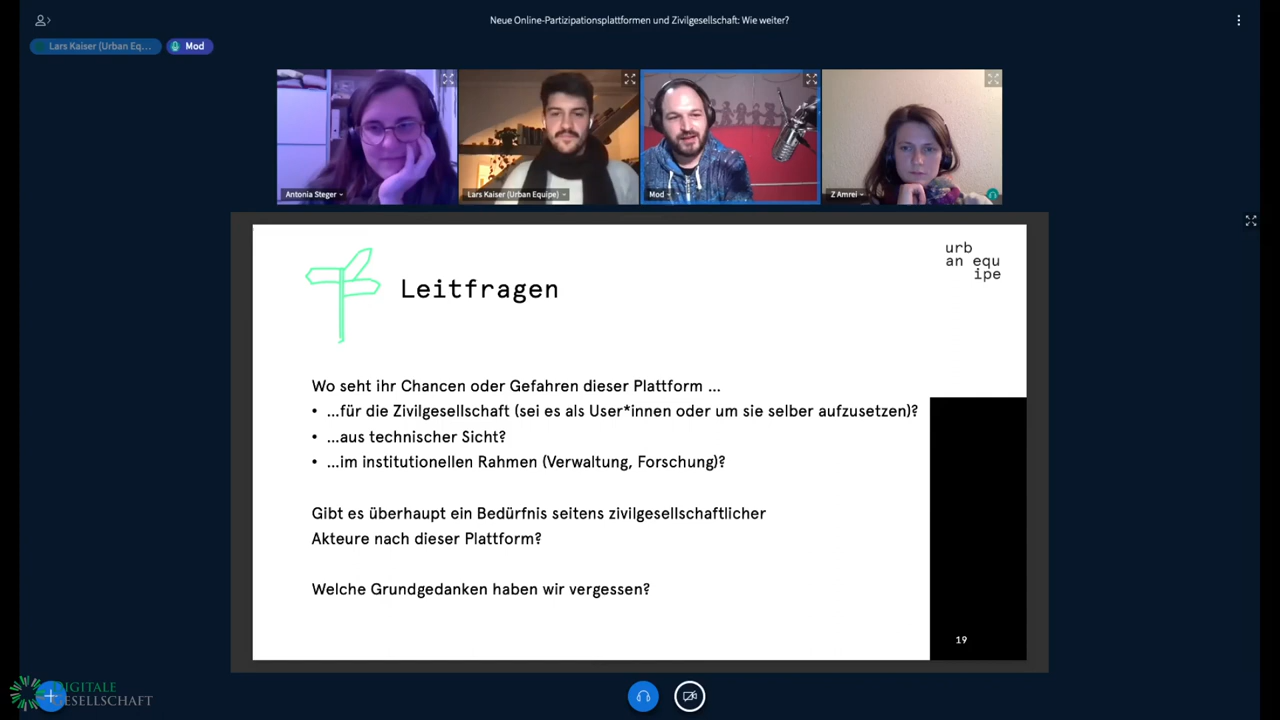 Neue Online-Partizipationsplattformen und Zivilgesellschaft: Wie weiter?
Lars Kaiser (Urban Eq...
Mod
Antonia Steger
Lars Kaiser (Urban Equipe)
Mod
Z Amrei
urb
an equ
ipe
Leitfragen
Wo seht ihr Chancen oder Gefahren dieser Plattform ...
• ...für die Zivilgesellschaft (sei es als User*innen oder um sie selber aufzusetzen)?
• ...aus technischer Sicht?
• ...im institutionellen Rahmen (Verwaltung, Forschung)?
Gibt es überhaupt ein Bedürfnis seitens zivilgesellschaftlicher
Akteure nach dieser Plattform?
Welche Grundgedanken haben wir vergessen?
19
DIGITALE
GESELLSCHAFT